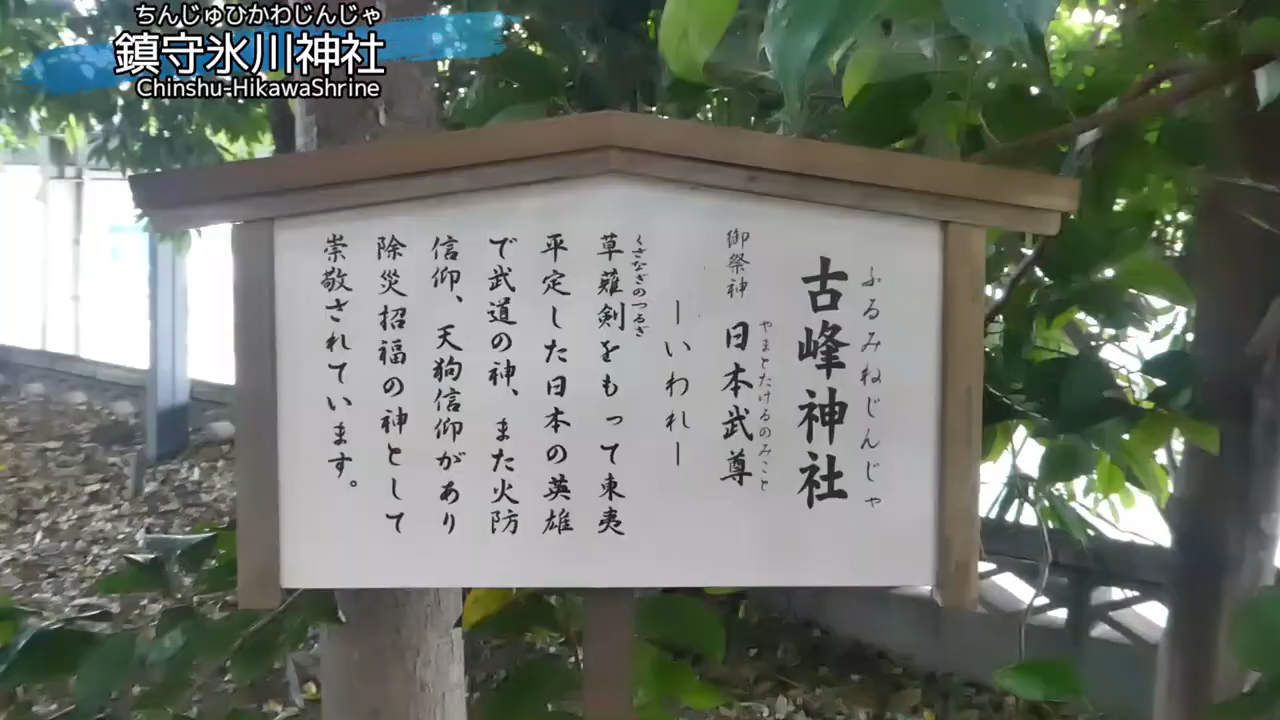 ちんじゅひかわじんじゃ
鎮守氷川神社
Chinshu-HikawaShrine
ふるみねじんじゃ
古峰神社
やまとたけるのみこと
御祭神 日本武尊
ーいわれー
くさなぎのつるぎ
草薙剣をもって東夷
平定した日本の英雄
で武道の神、また火防
信仰、天狗信仰があり
除災招福の神として
崇敬されています。